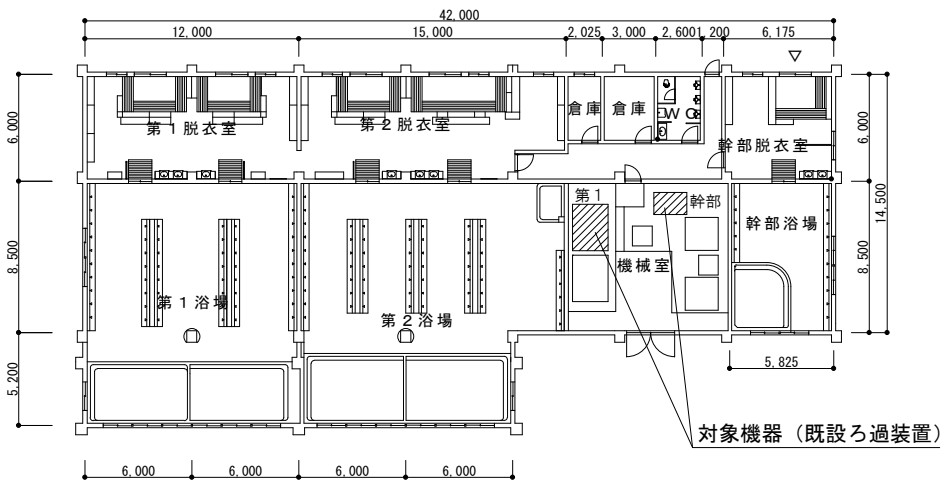 42,000
12,000
15,000
2,025
3,000
2,600
1,200
6,175
6,000
8,500
5,200
第1脱衣室
第2脱衣室
倉庫
倉庫
WC
幹部脱衣室
6,000
8,500
14,500
第1
幹部
機械室
幹部浴場
第1浴場
第2浴場
5,825
対象機器（既設ろ過装置）
6,000
6,000
6,000
6,000